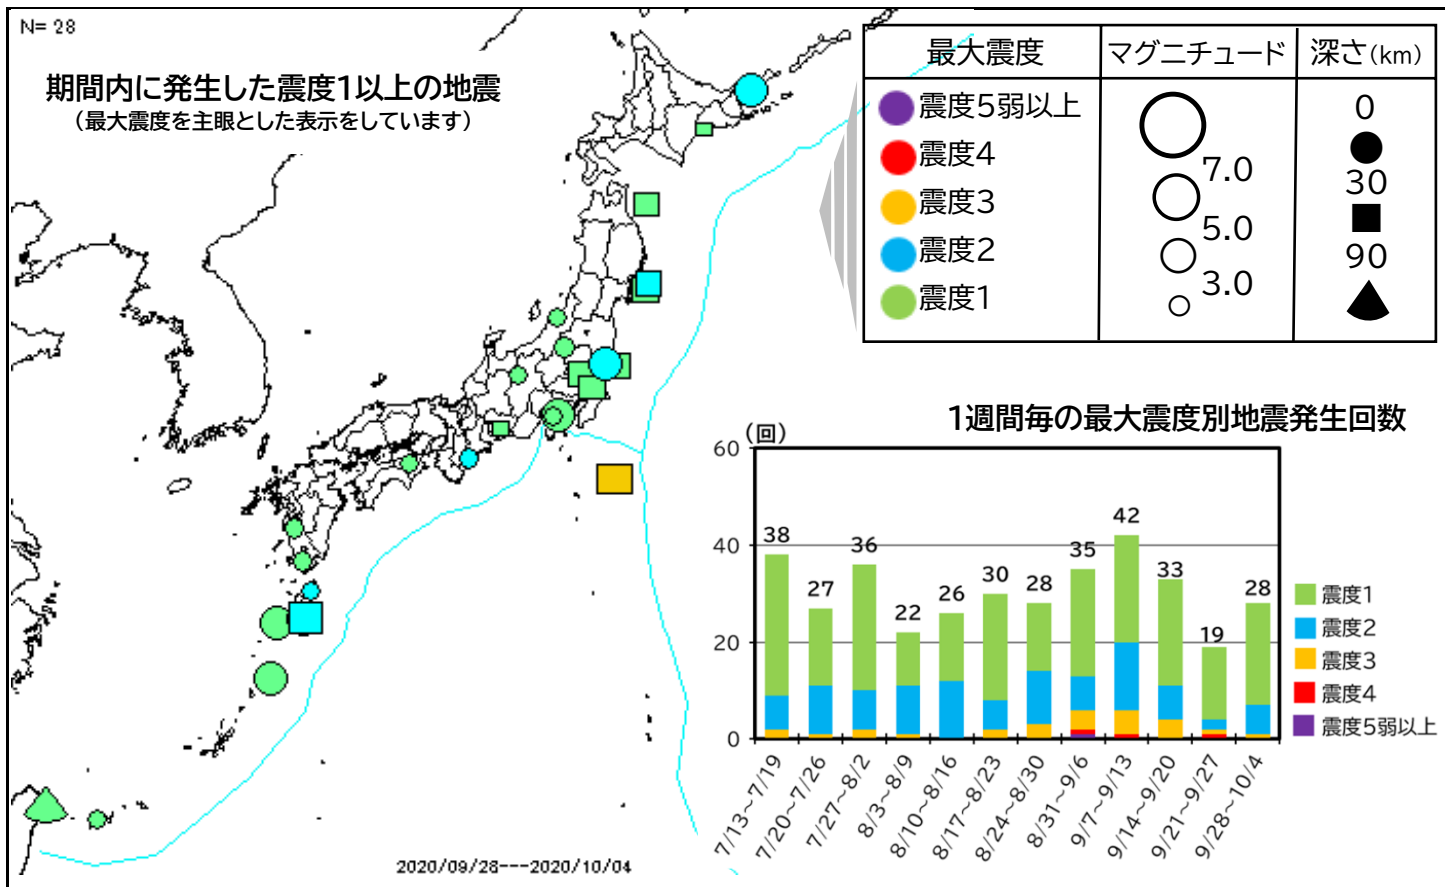 N= 28
期間内に発生した震度1以上の地震
（最大震度を主眼とした表示をしています）
最大震度 マグニチュード 深さ(km)
震度5弱以上
震度4
震度3
震度2
震度1
7.0
5.0
3.0
0
30
90
1週間毎の最大震度別地震発生回数
(回)
60
40
20
0
38
27
36
22
26
30
28
35
42
33
19
28
7/13～7/19
7/20～7/26
7/27～8/2
8/3～8/9
8/10～8/16
8/17～8/23
8/24～8/30
8/31～9/6
9/7～9/13
9/14～9/20
9/21～9/27
9/28～10/4
震度1
震度2
震度3
震度4
震度5弱以上
2020/09/28---2020/10/04